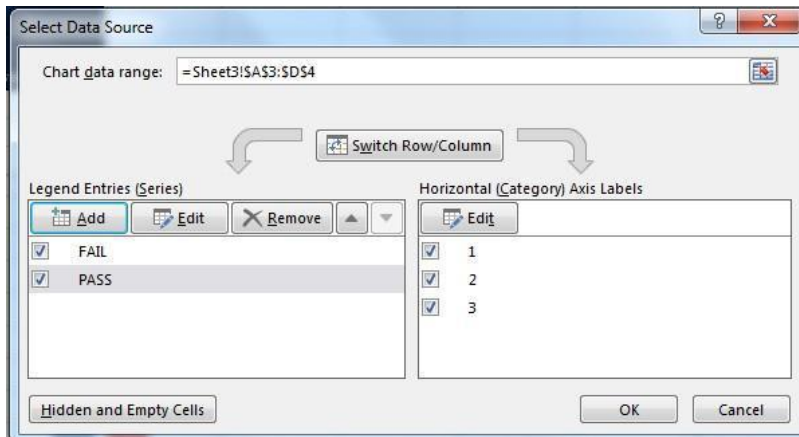 Select Data Source
Chart data range: =Sheet3!$A$3:$D$4
Switch Row/Column
Legend Entries (Series)
Add Edit Remove
FAIL
PASS
Horizontal (Category) Axis Labels
Edit
1
2
3
Hidden and Empty Cells
OK Cancel